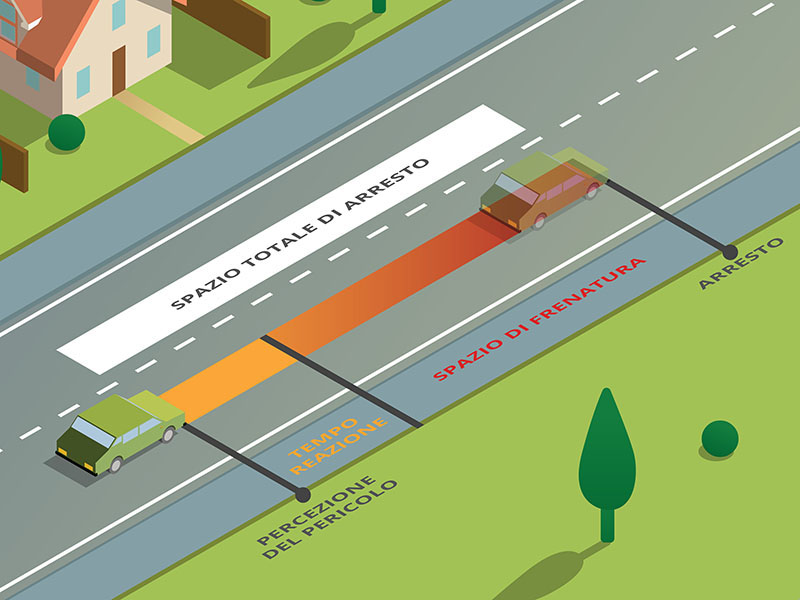 SPAZIO TOTALE DI ARRESTO
ARRESTO
SPAZIO DI FRENATURA
TEMPO
REAZIONE
PERCEZIONE
DEL PERICOLO